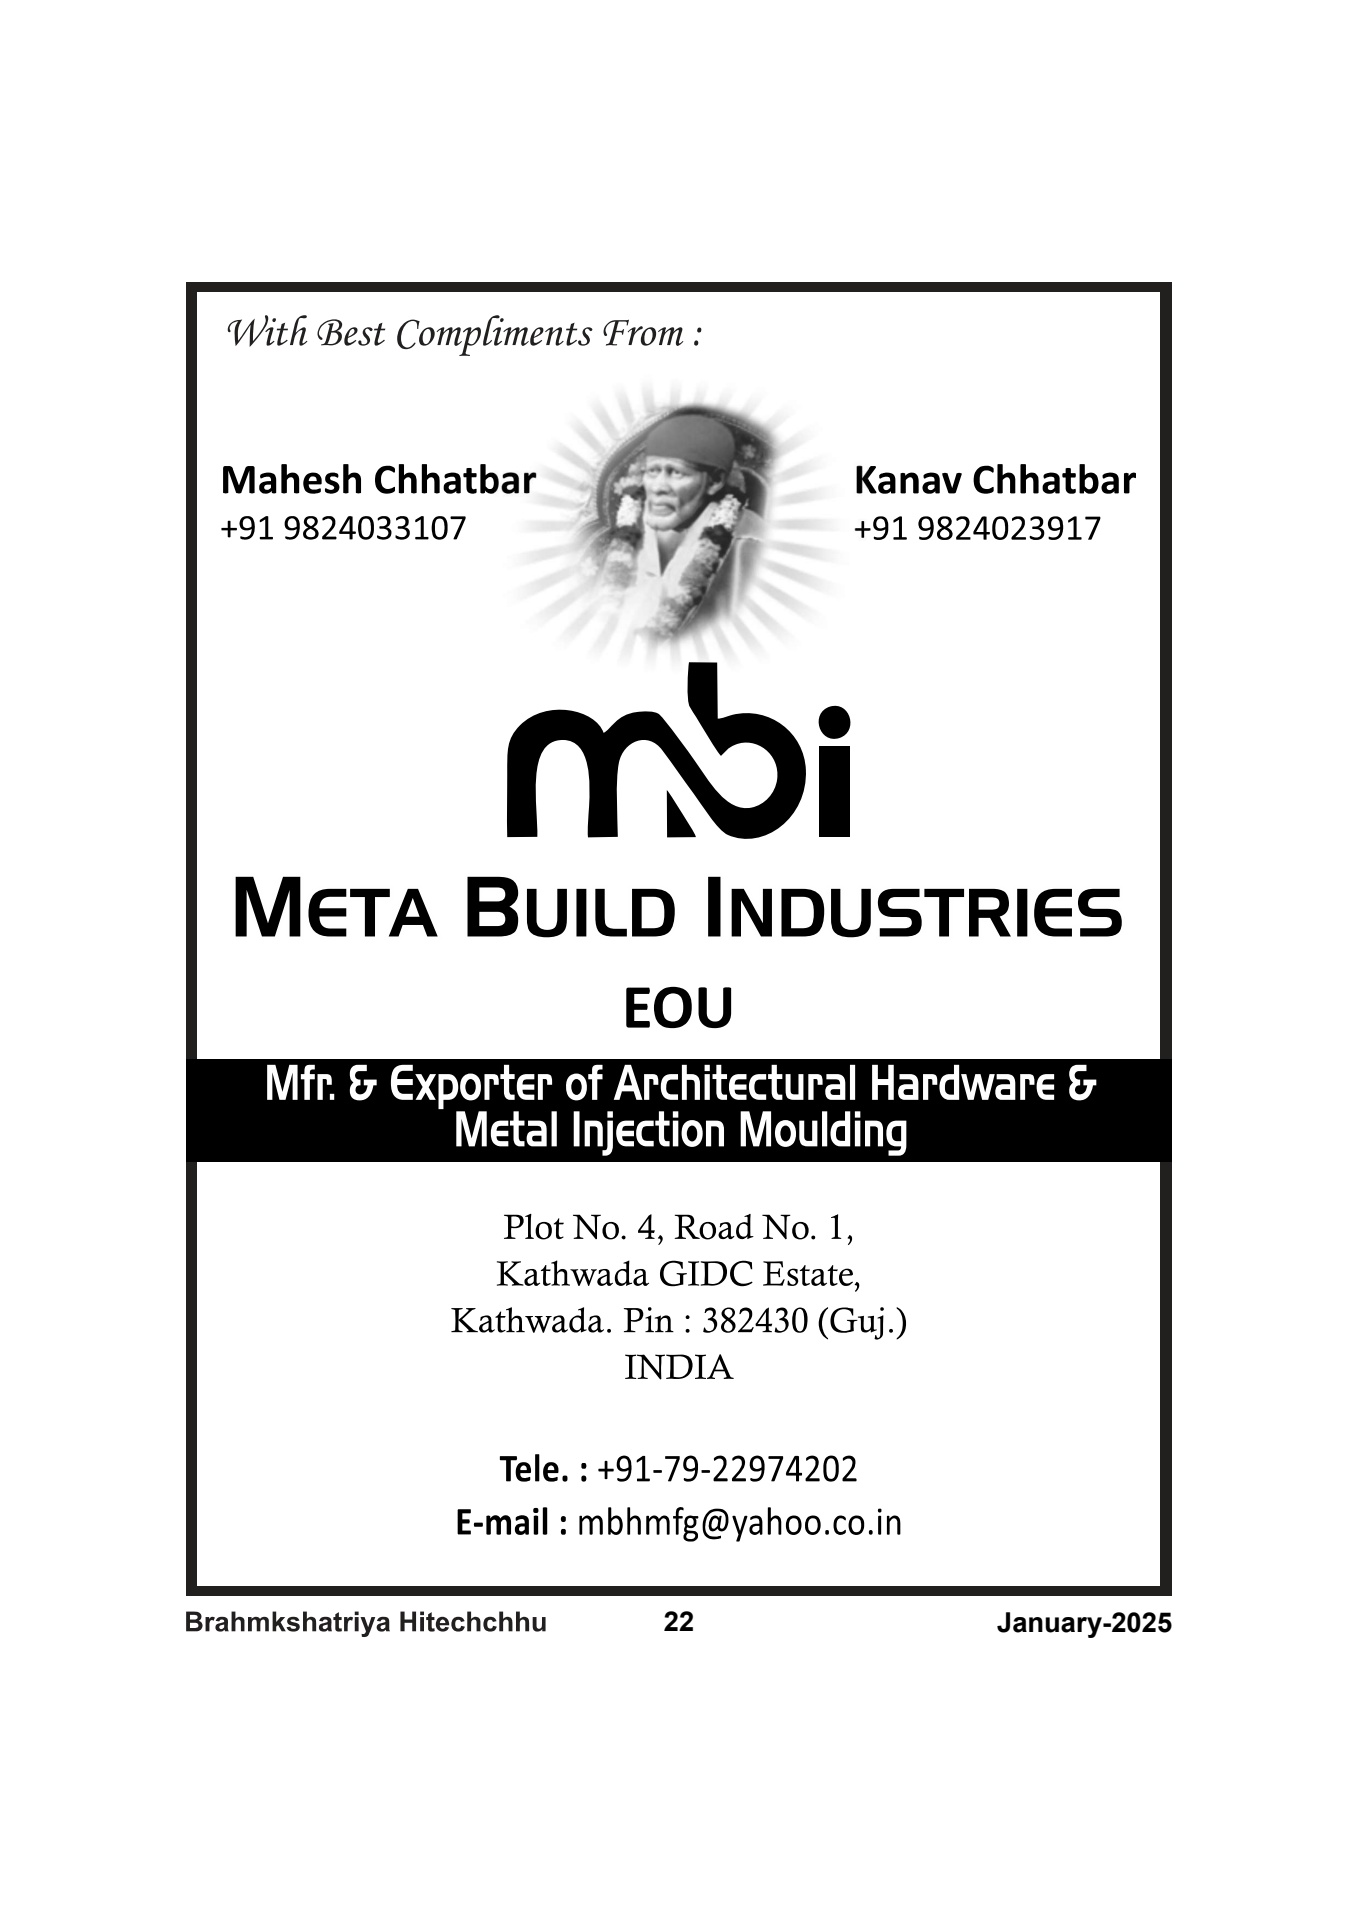 With Best Compliments From :
Mahesh Chhatbar
+91 9824033107
Kanav Chhatbar
+91 9824023917
mbi
META BUILD INDUSTRIES
EOU
Mfr. & Exporter of Architectural Hardware &
Metal Injection Moulding
Plot No. 4, Road No. 1,
Kathwada GIDC Estate,
Kathwada. Pin : 382430 (Guj.)
INDIA
Tele. : +91-79-22974202
E-mail : mbhmfg@yahoo.co.in
Brahmkshatriya Hitechchhu 22 January-2025